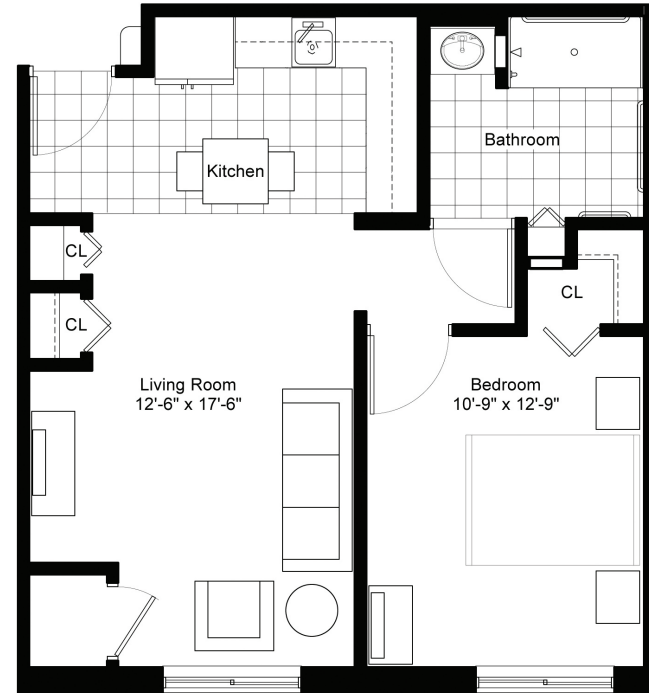 Bathroom
Kitchen
CL
CL
CL
Living Room
12'-6" x 17'-6"
Bedroom
10'-9" x 12'-9"